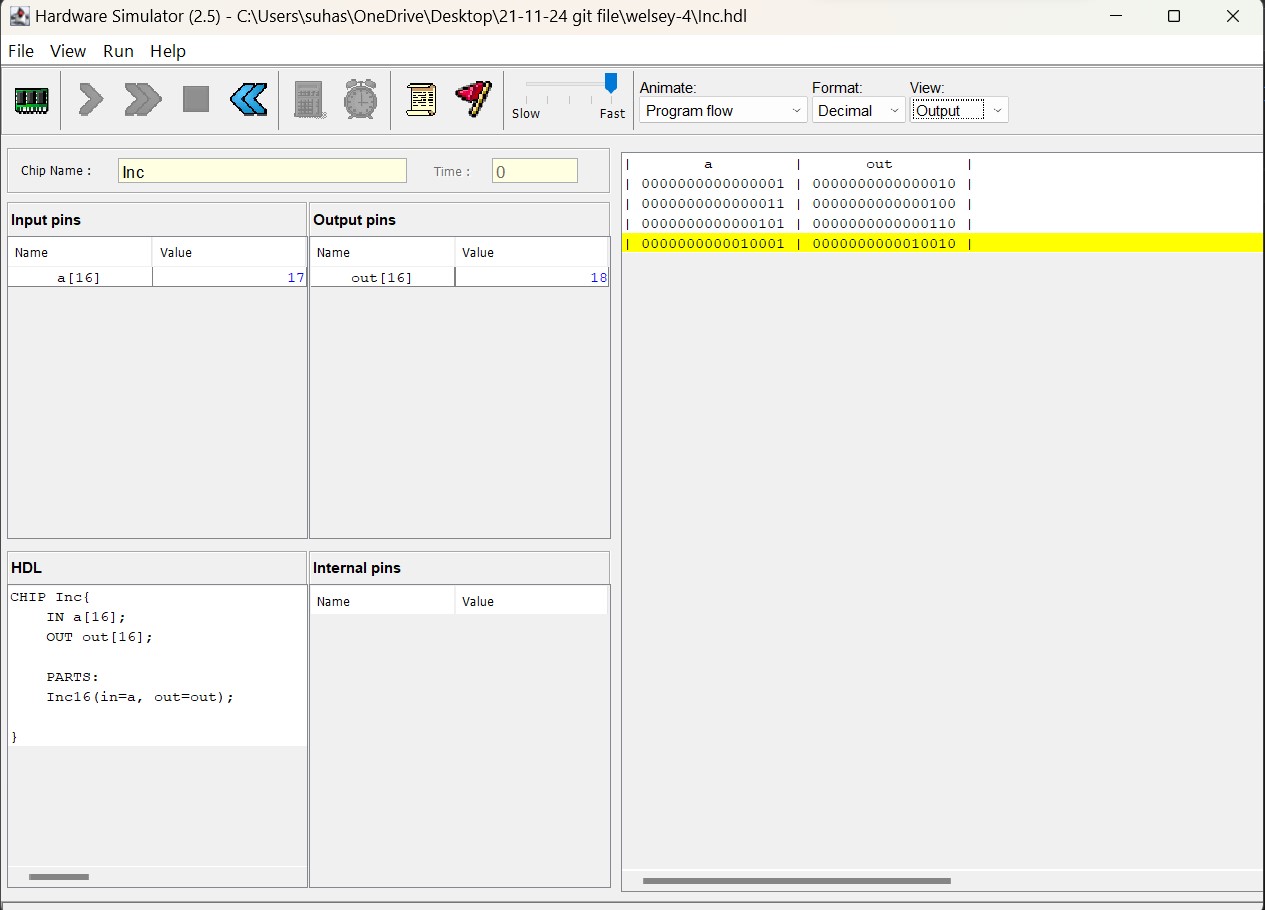 Hardware Simulator (2.5) - C:\Users\suhas\OneDrive\Desktop\21-11-24 git file\welsey-4\Inc.hdl
File View Run Help
Slow Fast
Animate: Format: View:
Program flow Decimal Output
Chip Name : Inc Time : 0
Input pins
Name Value
a[16] 17
Output pins
Name Value
out[16] 18
HDL
CHIP Inc{
    IN a[16];
    OUT out[16];
    PARTS:
    Inc16(in=a, out=out);
}
Internal pins
Name Value
| a | out |
| 0000000000000001 | 0000000000000010 |
| 0000000000000011 | 0000000000000100 |
| 0000000000000101 | 0000000000000110 |
| 0000000000010001 | 0000000000010010 |